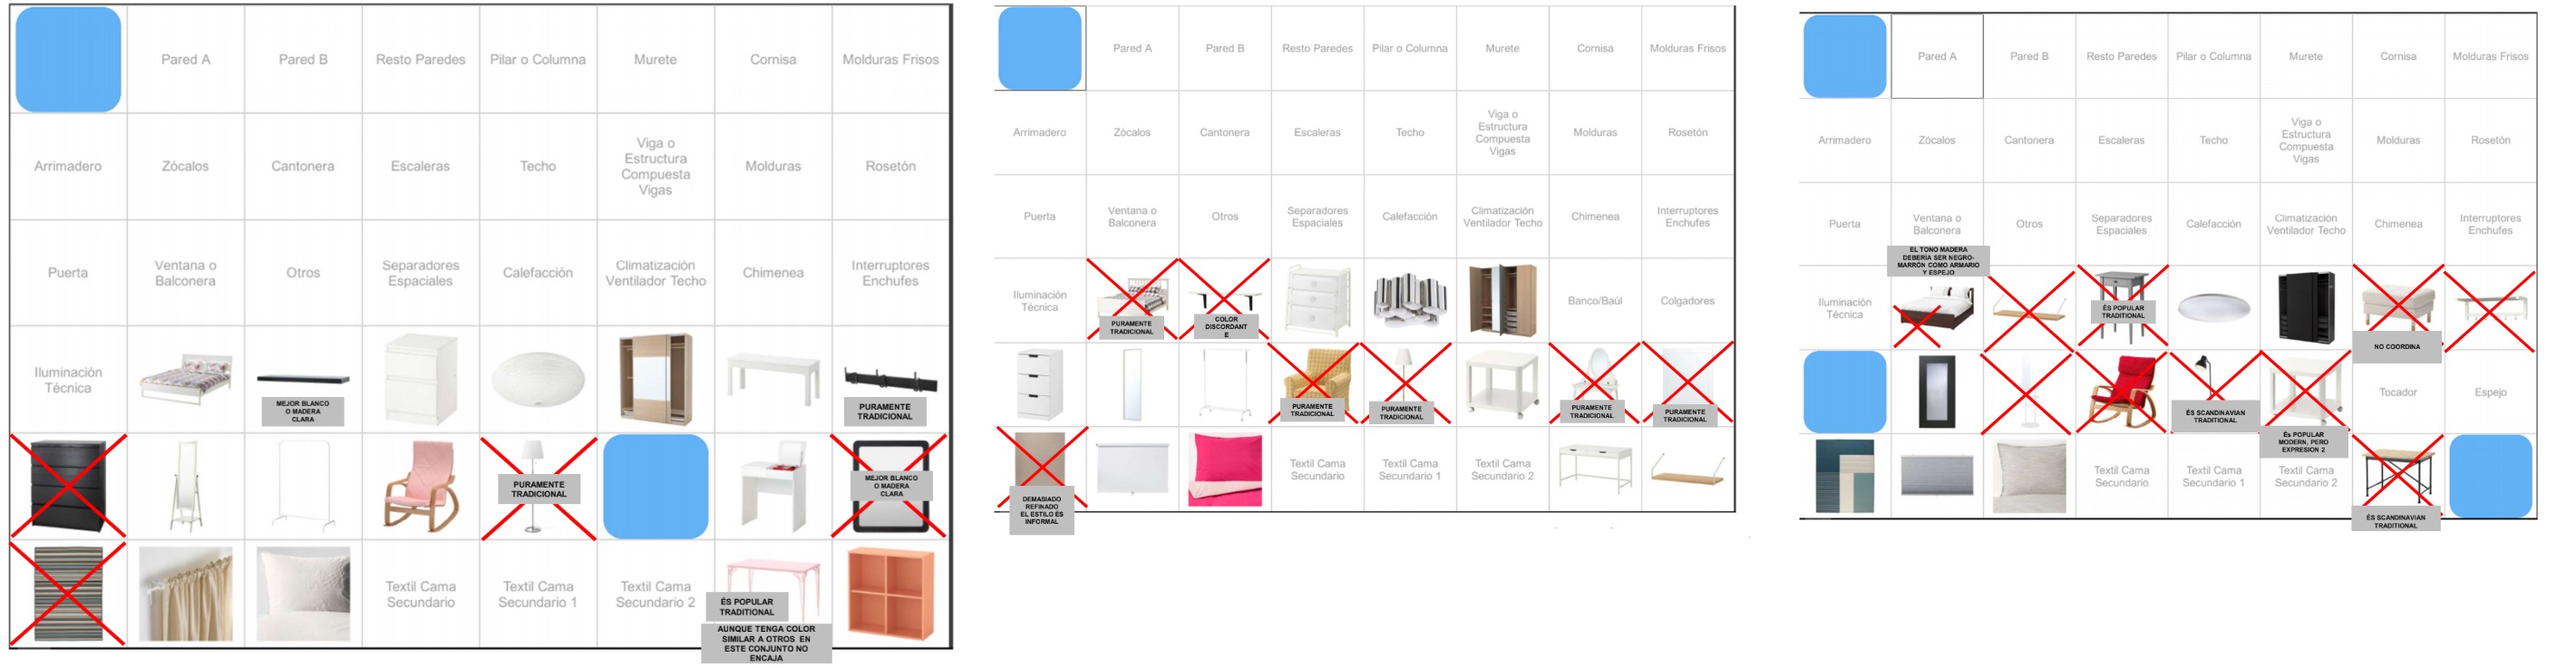 Pared A
Pared B
Resto Paredes
Pilar o Columna
Murete
Cornisa
Molduras Frisos
Arrimadero
Zócalos
Cantonera
Escaleras
Techo
Viga o
Estructura
Compuesta
Vigas
Molduras
Rosetón
Puerta
Ventana o
Balconera
Otros
Separadores
Espaciales
Calefacción
Climatización
Ventilador Techo
Chimenea
Interruptores
Enchufes
Iluminación
Técnica
MEJOR BLANCO
O MADERA
CLARA
PURAMENTE
TRADICIONAL
PURAMENTE
TRADICIONAL
MEJOR BLANCO
O MADERA
CLARA
Textil Cama
Secundario
Textil Cama
Secundario 1
Textil Cama
Secundario 2
ÉS POPULAR
TRADITIONAL
AUNQUE TENGA COLOR
SIMILAR A OTROS EN
ESTE CONJUNTO NO
ENCAJA
Pared A
Pared B
Resto Paredes
Pilar o Columna
Murete
Cornisa
Molduras Frisos
Arrimadero
Zócalos
Cantonera
Escaleras
Techo
Viga o
Estructura
Compuesta
Vigas
Molduras
Rosetón
Puerta
Ventana o
Balconera
Otros
Separadores
Espaciales
Calefacción
Climatización
Ventilador Techo
Chimenea
Interruptores
Enchufes
Iluminación
Técnica
PURAMENTE
TRADICIONAL
COLOR
DISCORDANT
E
Banco/Baúl
Colgadores
PURAMENTE
TRADICIONAL
PURAMENTE
TRADICIONAL
PURAMENTE
TRADICIONAL
PURAMENTE
TRADICIONAL
DEMASIADO
REFINADO
EL ESTILO ÉS
INFORMAL
Textil Cama
Secundario
Textil Cama
Secundario 1
Textil Cama
Secundario 2
Pared A
Pared B
Resto Paredes
Pilar o Columna
Murete
Cornisa
Molduras Frisos
Arrimadero
Zócalos
Cantonera
Escaleras
Techo
Viga o
Estructura
Compuesta
Vigas
Molduras
Rosetón
Puerta
Ventana o
Balconera
Otros
Separadores
Espaciales
Calefacción
Climatización
Ventilador Techo
Chimenea
Interruptores
Enchufes
EL TONO MADERA
DEBERÍA SER NEGRO-
MARRÓN COMO ARMARIO
Y ESPEJO
Iluminación
Técnica
ÉS POPULAR
TRADITIONAL
NO COORDINA
ÉS SCANDINAVIAN
TRADITIONAL
Tocador
Espejo
És POPULAR
MODERN, PERO
EXPRESION 2
Textil Cama
Secundario
Textil Cama
Secundario 1
Textil Cama
Secundario 2
ÉS SCANDINAVIAN
TRADITIONAL